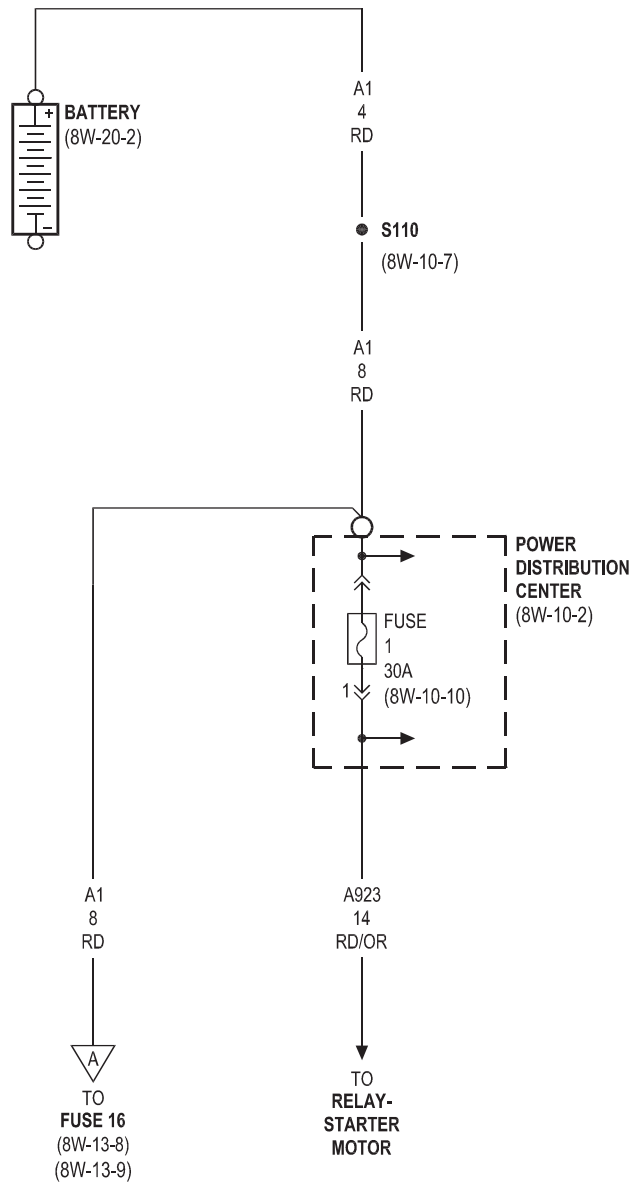 A1
4
RD
+
BATTERY
(8W-20-2)
-
S110
(8W-10-7)
A1
8
RD
POWER
DISTRIBUTION
CENTER
(8W-10-2)
FUSE
1
30A
1
(8W-10-10)
A1
8
RD
A923
14
RD/OR
A
TO
FUSE 16
(8W-13-8)
(8W-13-9)
TO
RELAY-
STARTER
MOTOR